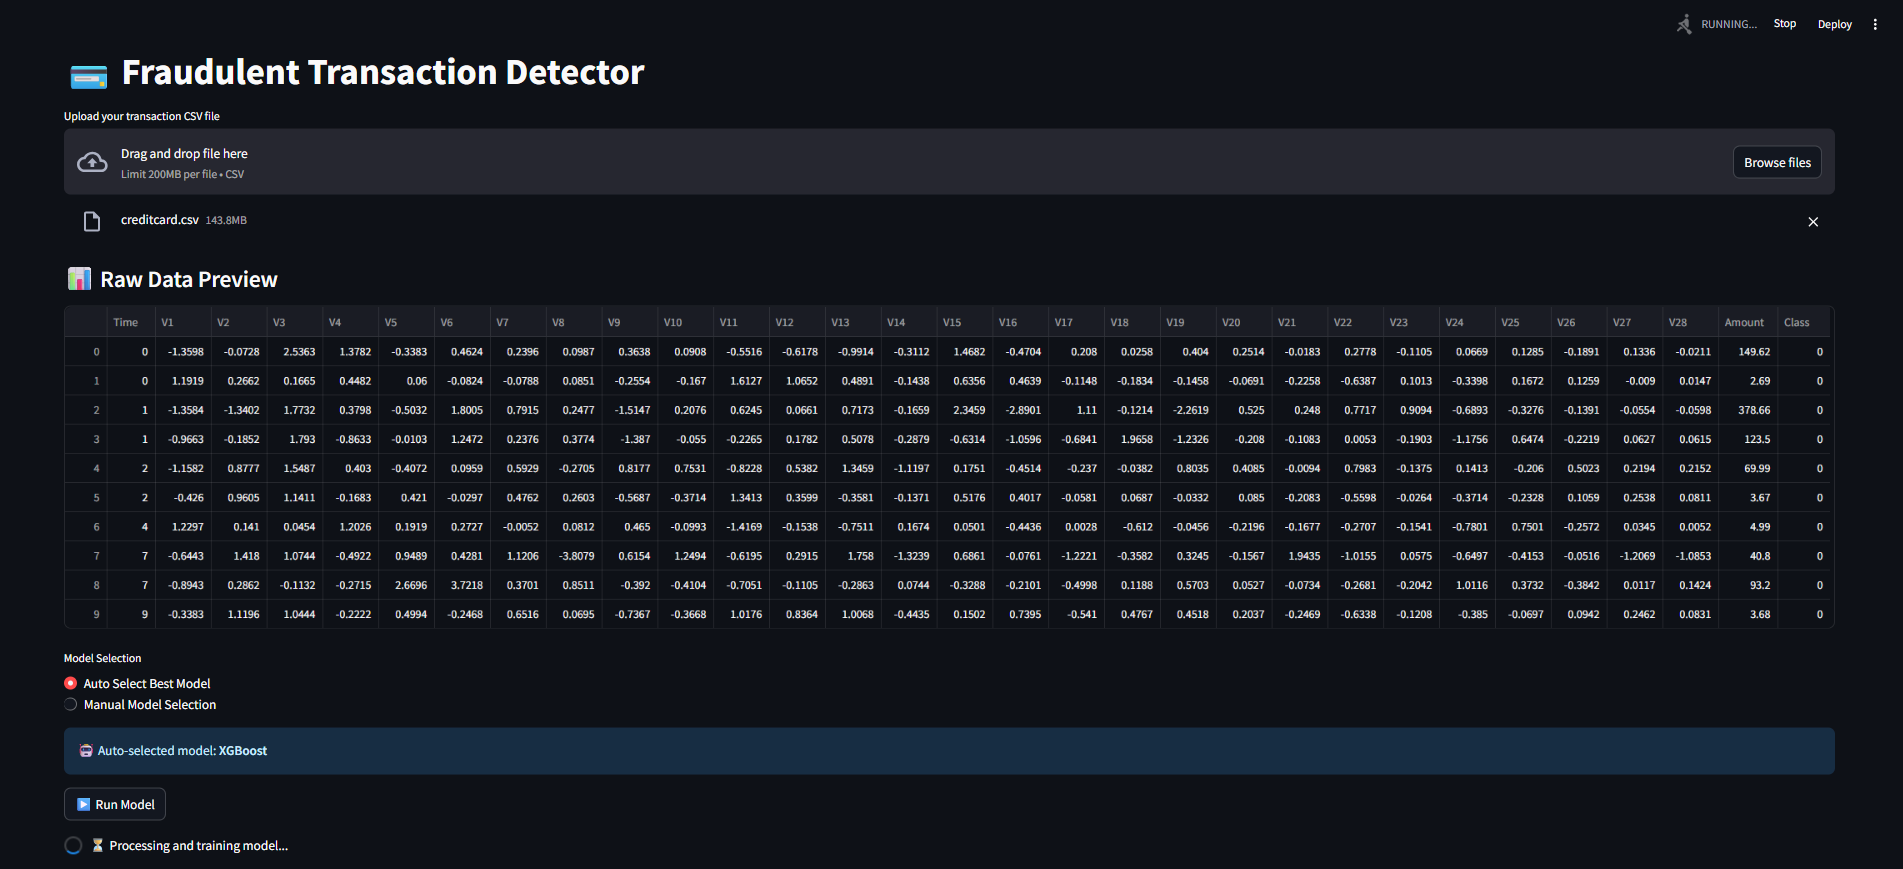 RUNNING... Stop Deploy
Fraudulent Transaction Detector
Upload your transaction CSV file
Drag and drop file here
Limit 200MB per file • CSV
Browse files
creditcard.csv 143.8MB
Raw Data Preview
Time V1 V2 V3 V4 V5 V6 V7 V8 V9 V10 V11 V12 V13 V14 V15 V16 V17 V18 V19 V20 V21 V22 V23 V24 V25 V26 V27 V28 Amount Class
0 0 -1.3598 -0.0728 2.5363 1.3782 -0.3383 0.4624 0.2396 0.0987 0.3638 0.0908 -0.5516 -0.6178 -0.9914 -0.3112 1.4682 -0.4704 0.208 0.0258 0.404 0.2514 -0.0183 0.2778 -0.1105 0.0669 0.1285 -0.1891 0.1336 -0.0211 149.62 0
1 0 1.1919 0.2662 0.1665 0.4482 0.06 -0.0824 -0.0788 0.0851 -0.2554 -0.167 1.6127 1.0652 0.4891 -0.1438 0.6356 0.4639 -0.1148 -0.1834 -0.1458 -0.0691 -0.2258 -0.6387 0.1013 -0.3398 0.1672 0.1259 -0.009 0.0147 2.69 0
2 1 -1.3584 -1.3402 1.7732 0.3798 -0.5032 1.8005 0.7915 0.2477 -1.5147 0.2076 0.6245 0.0661 0.7173 -0.1659 2.3459 -2.8901 1.11 -0.1214 -2.2619 0.525 0.248 0.7717 0.9094 -0.6893 -0.3276 -0.1391 -0.0554 -0.0598 378.66 0
3 1 -0.9663 -0.1852 1.793 -0.8633 -0.0103 1.2472 0.2376 0.3774 -1.387 -0.055 -0.2265 0.1782 0.5078 -0.2879 -0.6314 -1.0596 -0.6841 1.9658 -1.2326 -0.208 -0.1083 0.0053 -0.1903 -1.1756 0.6474 -0.2219 0.0627 0.0615 123.5 0
4 2 -1.1582 0.8777 1.5487 0.403 -0.4072 0.0959 0.5929 -0.2705 0.8177 0.7531 -0.8228 0.5382 1.3459 -1.1197 0.1751 -0.4514 -0.237 -0.0382 0.8035 0.4085 -0.0094 0.7983 -0.1375 0.1413 -0.206 0.5023 0.2194 0.2152 69.99 0
5 2 -0.426 0.9605 1.1411 -0.1683 0.421 -0.0297 0.4762 0.2603 -0.5687 -0.3714 1.3413 0.3599 -0.3581 -0.1371 0.5176 0.4017 -0.0581 0.0687 -0.0332 0.085 -0.2083 -0.5598 -0.0264 -0.3714 -0.2328 0.1059 0.2538 0.0811 3.67 0
6 4 1.2297 0.141 0.0454 1.2026 0.1919 0.2727 -0.0052 0.0812 0.465 -0.0993 -1.4169 -0.1538 -0.7511 0.1674 0.0501 -0.4436 0.0028 -0.612 -0.0456 -0.2196 -0.1677 -0.2707 -0.1541 -0.7801 0.7501 -0.2572 0.0345 0.0052 4.99 0
7 7 -0.6443 1.418 1.0744 -0.4922 0.9489 0.4281 1.1206 -3.8079 0.6154 1.2494 -0.6195 0.2915 1.758 -1.3239 0.6861 -0.0761 -1.2221 -0.3582 0.3245 -0.1567 1.9435 -1.0155 0.0575 -0.6497 -0.4153 -0.0516 -1.2069 -1.0853 40.8 0
8 7 -0.8943 0.2862 -0.1132 -0.2715 2.6696 3.7218 0.3701 0.8511 -0.392 -0.4104 -0.7051 -0.1105 -0.2863 0.0744 -0.3288 -0.2101 -0.4998 0.1188 0.5703 0.0527 -0.0734 -0.2681 -0.2042 1.0116 0.3732 -0.3842 0.0117 0.1424 93.2 0
9 9 -0.3383 1.1196 1.0444 -0.2222 0.4994 -0.2468 0.6516 0.0695 -0.7367 -0.3668 1.0176 0.8364 1.0068 -0.4435 0.1502 0.7395 -0.541 0.4767 0.4518 0.2037 -0.2469 -0.6338 -0.1208 -0.385 -0.0697 0.0942 0.2462 0.0831 3.68 0
Model Selection
Auto Select Best Model
Manual Model Selection
Auto-selected model: XGBoost
Run Model
Processing and training model...